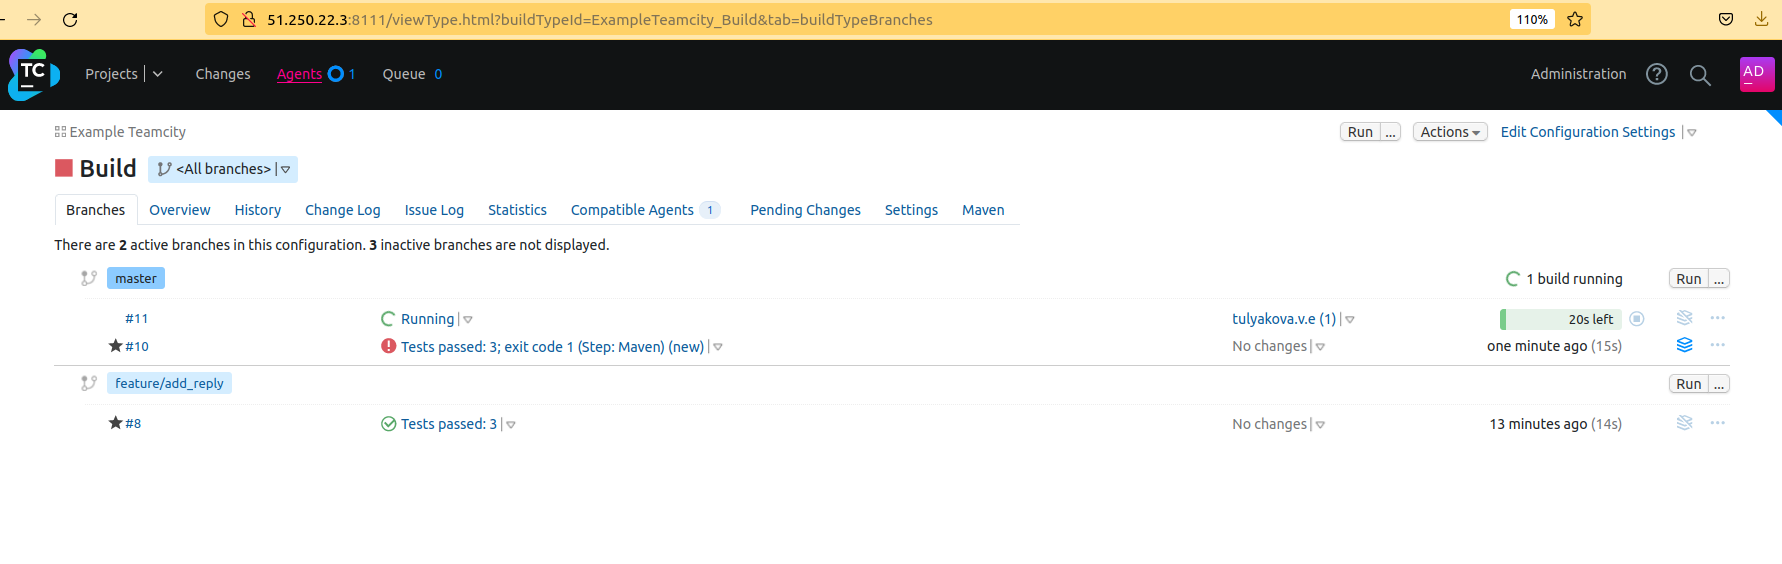 51.250.22.3:8111/viewType.html?buildTypeId=ExampleTeamcity_Build&tab=buildTypeBranches 110%
TC Projects Changes Agents 1 Queue 0 Administration ? AD
Example Teamcity Run ... Actions Edit Configuration Settings
Build <All branches>
Branches Overview History Change Log Issue Log Statistics Compatible Agents 1 Pending Changes Settings Maven
There are 2 active branches in this configuration. 3 inactive branches are not displayed.
master 1 build running Run ...
#11 Running tulyakova.v.e (1) 20s left
#10 Tests passed: 3; exit code 1 (Step: Maven) (new) No changes one minute ago (15s)
feature/add_reply Run ...
#8 Tests passed: 3 No changes 13 minutes ago (14s)